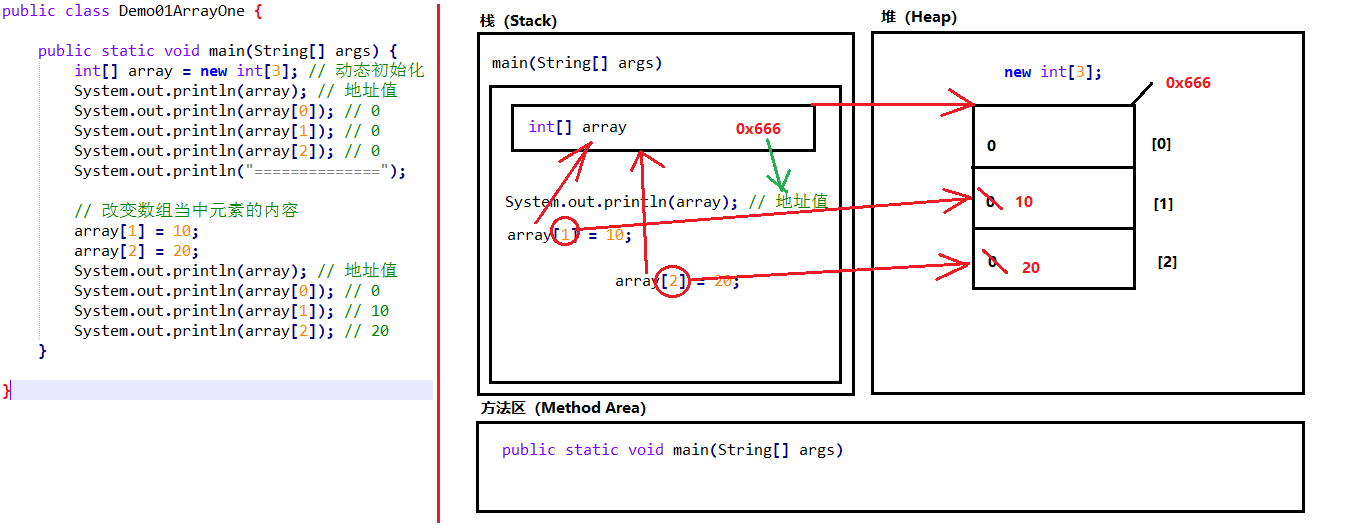 public class Demo01ArrayOne {
public static void main(String[] args) {
int[] array = new int[3]; // 动态初始化
System.out.println(array); // 地址值
System.out.println(array[0]); // 0
System.out.println(array[1]); // 0
System.out.println(array[2]); // 0
System.out.println("==============");
// 改变数组当中元素的内容
array[1] = 10;
array[2] = 20;
System.out.println(array); // 地址值
System.out.println(array[0]); // 0
System.out.println(array[1]); // 10
System.out.println(array[2]); // 20
}
}
栈（Stack）
main(String[] args)
int[] array
0x666
System.out.println(array); // 地址值
array[1] = 10;
array[2] = 20;
堆（Heap）
new int[3];
0x666
0
[0]
0
10
[1]
0
20
[2]
方法区（Method Area）
public static void main(String[] args)